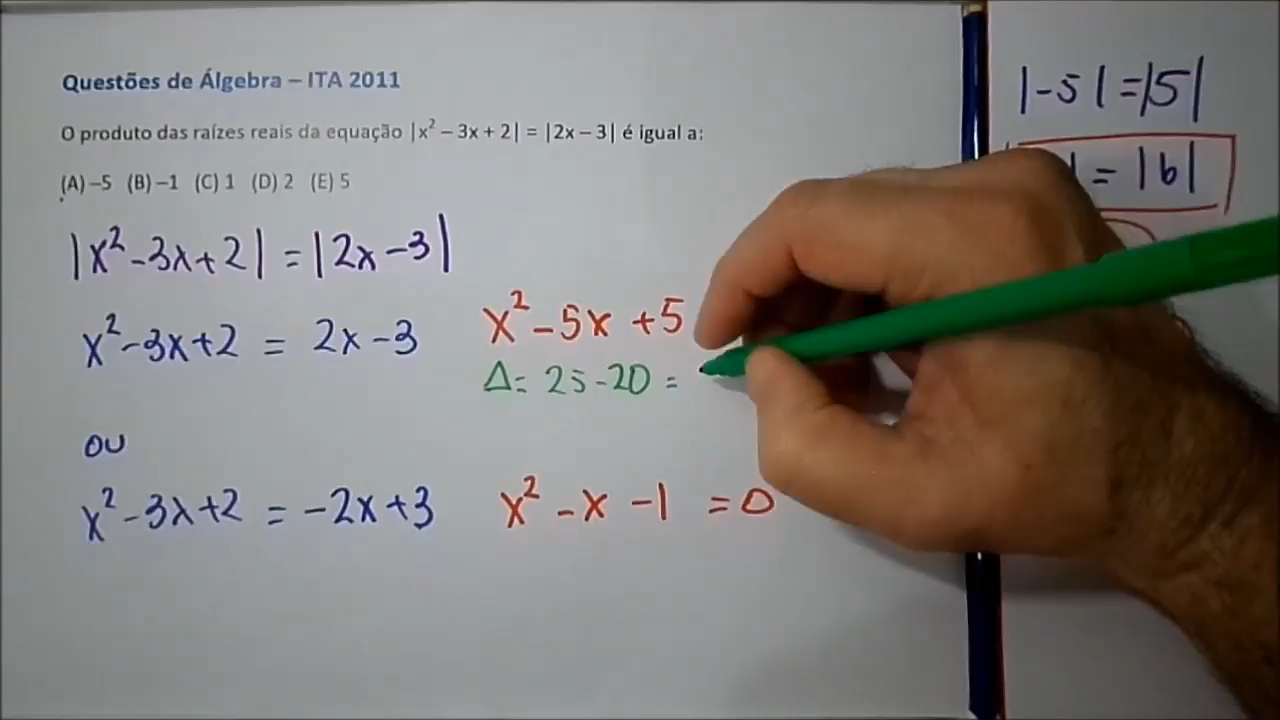 Questões de Álgebra – ITA 2011
O produto das raízes reais da equação |x² – 3x + 2| = |2x – 3| é igual a:
(A) –5 (B) –1 (C) 1 (D) 2 (E) 5
|x²-3x+2| = |2x-3|
x²-3x+2 = 2x-3
x²-5x+5
Δ= 25-20 =
ou
x²-3x+2 = -2x+3
x²-x-1 =0
|-5| = |5|
| = |b|